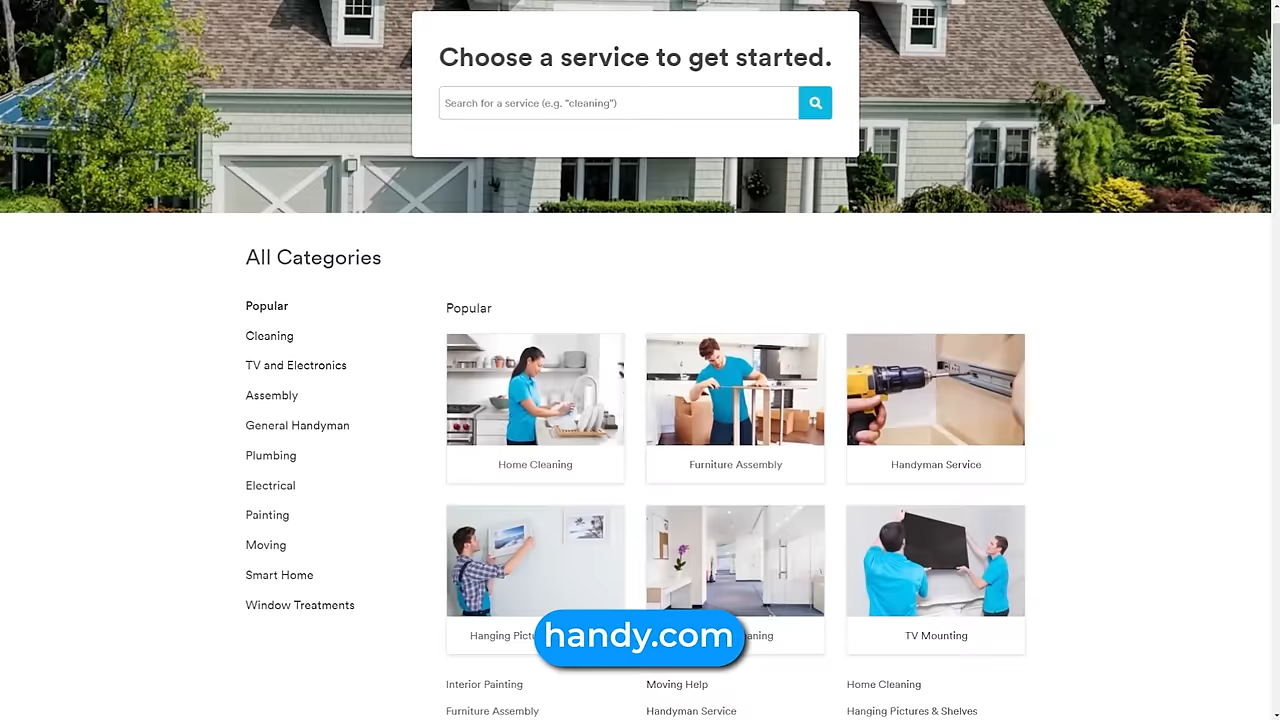 Choose a service to get started.
Search for a service (e.g. "cleaning")
All Categories
Popular
Cleaning
TV and Electronics
Assembly
General Handyman
Plumbing
Electrical
Painting
Moving
Smart Home
Window Treatments
Popular
Home Cleaning
Furniture Assembly
Handyman Service
Hanging
TV Mounting
handy.com
Interior Painting
Moving Help
Home Cleaning
Furniture Assembly
Handyman Service
Hanging Pictures & Shelves